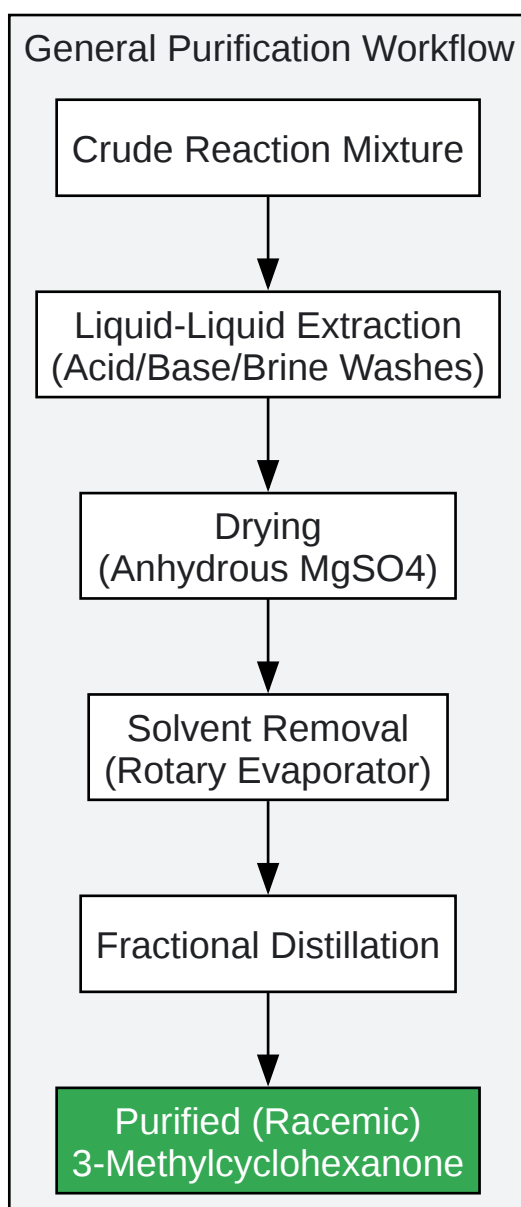 General Purification Workflow
Crude Reaction Mixture
Liquid-Liquid Extraction
(Acid/Base/Brine Washes)
Drying
(Anhydrous MgSO4)
Solvent Removal
(Rotary Evaporator)
Fractional Distillation
Purified (Racemic)
3-Methylcyclohexanone